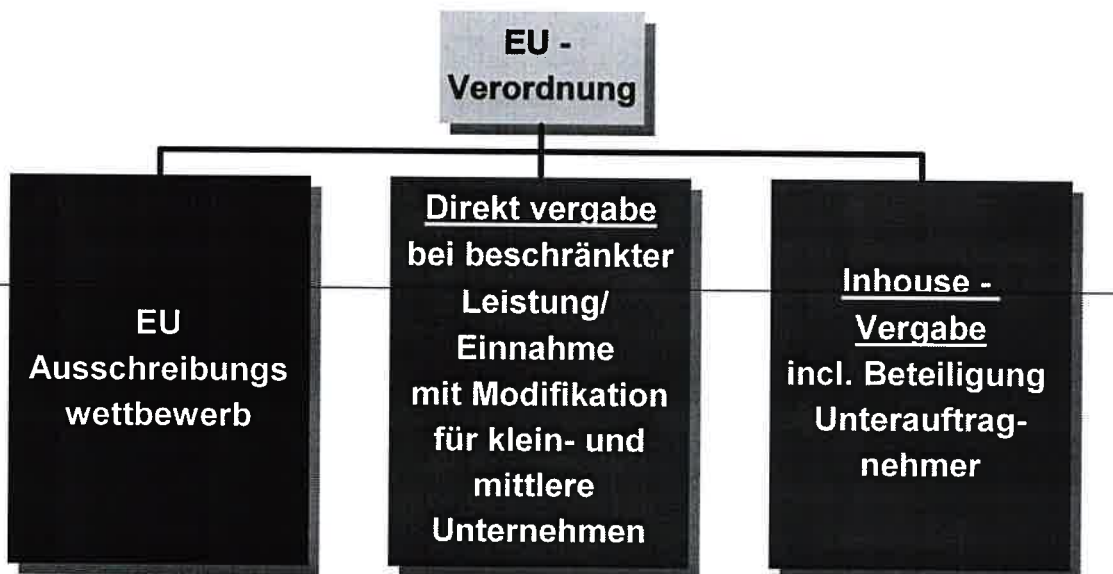 EU -
Verordnung
EU
Ausschreibungs
wettbewerb
Direkt vergabe
bei beschränkter
Leistung/
Einnahme
mit Modifikation
für klein- und
mittlere
Unternehmen
Inhouse -
Vergabe
incl. Beteiligung
Unterauftrag-
nehmer